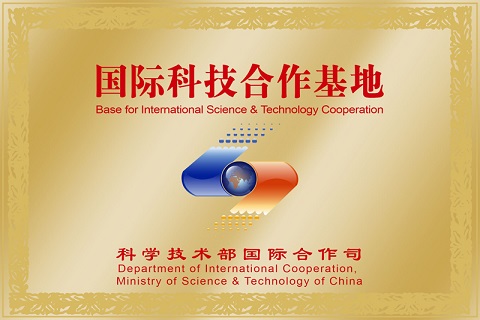 国际科技合作基地
Base for International Science & Technology Cooperation
科学技术部国际合作司
Department of International Cooperation,
Ministry of Science & Technology of China